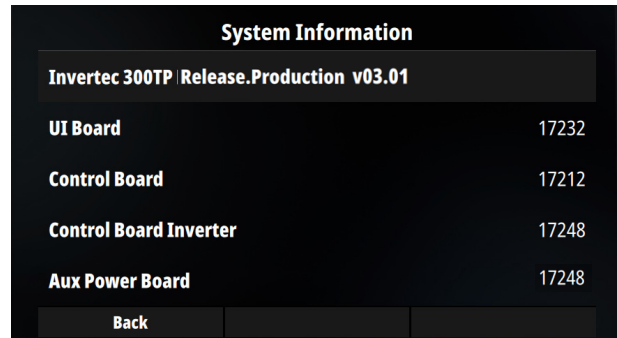 System Information
Invertec 300TP Release.Production v03.01
UI Board 17232
Control Board 17212
Control Board Inverter 17248
Aux Power Board 17248
Back